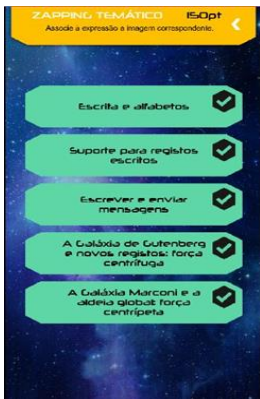 ZAPPING TEMÁTICO 150pt
Associe a expressão à imagem correspondente.
Escrita e alfabetos
Suporte para registos
escritos
Escrever e enviar
mensagens
A Galáxia de Gutenberg
e novos registos: força
centrífuga
A Galáxia Marconi e a
aldeia global: força
centrípeta